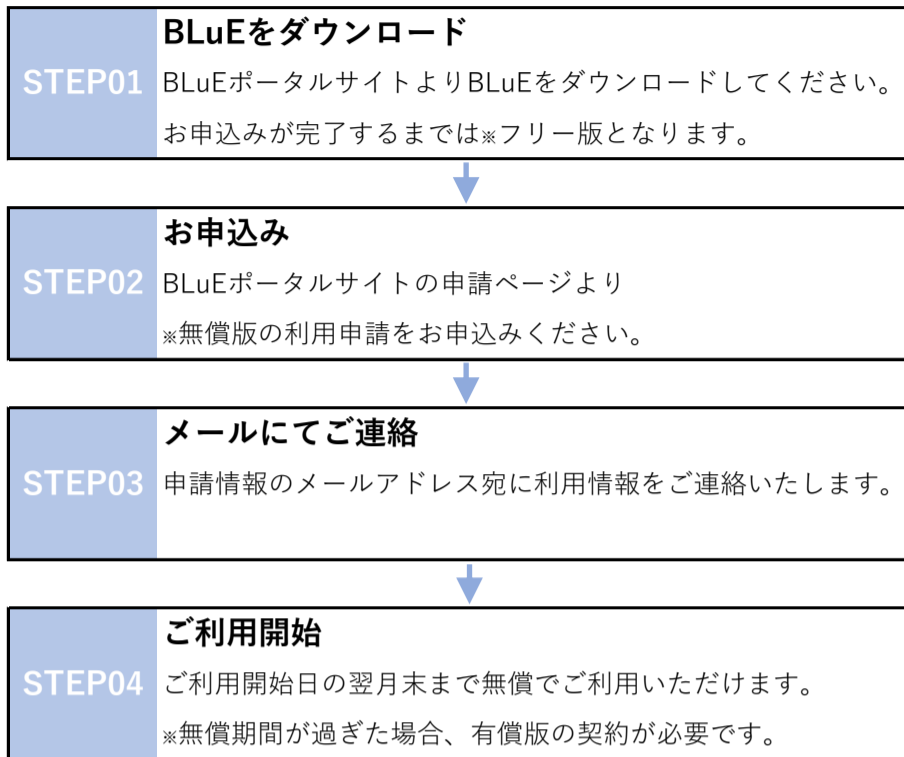 BLuEをダウンロード
STEP01
BLuEポータルサイトよりBLuEをダウンロードしてください。
お申込みが完了するまでは※フリー版となります。
お申込み
STEP02
BLuEポータルサイトの申請ページより
※無償版の利用申請をお申込みください。
メールにてご連絡
STEP03
申請情報のメールアドレス宛に利用情報をご連絡いたします。
ご利用開始
STEP04
ご利用開始日の翌月末まで無償でご利用いただけます。
※無償期間が過ぎた場合、有償版の契約が必要です。